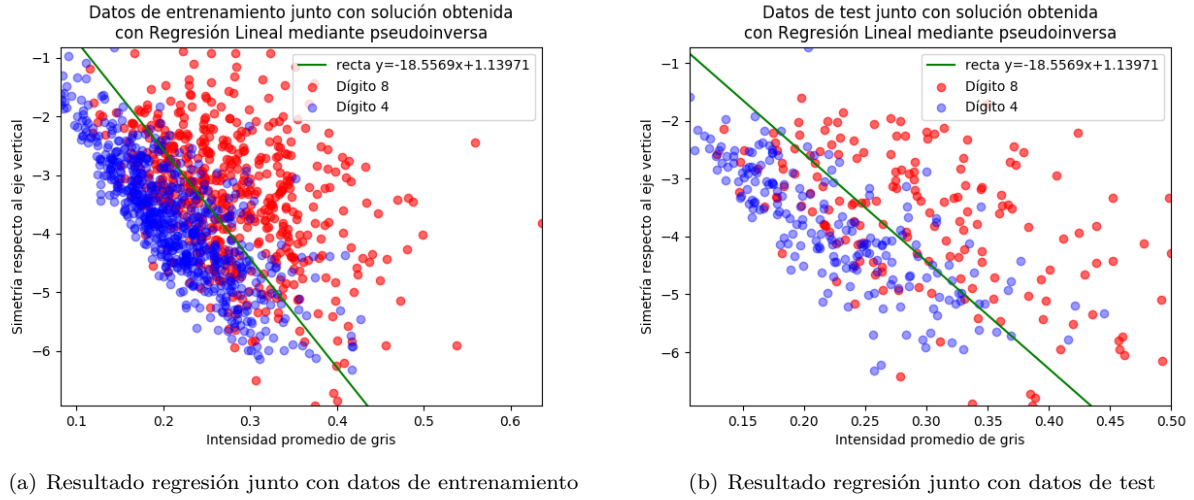 Datos de entrenamiento junto con solución obtenida
con Regresión Lineal mediante pseudoinversa
recta y=-18.5569x+1.13971
Dígito 8
Dígito 4
Simetría respecto al eje vertical
−1
−2
−3
−4
−5
−6
0.1
0.2
0.3
0.4
0.5
0.6
Intensidad promedio de gris
(a) Resultado regresión junto con datos de entrenamiento
Datos de test junto con solución obtenida
con Regresión Lineal mediante pseudoinversa
recta y=-18.5569x+1.13971
Dígito 8
Dígito 4
Simetría respecto al eje vertical
−1
−2
−3
−4
−5
−6
0.15
0.20
0.25
0.30
0.35
0.40
0.45
0.50
Intensidad promedio de gris
(b) Resultado regresión junto con datos de test